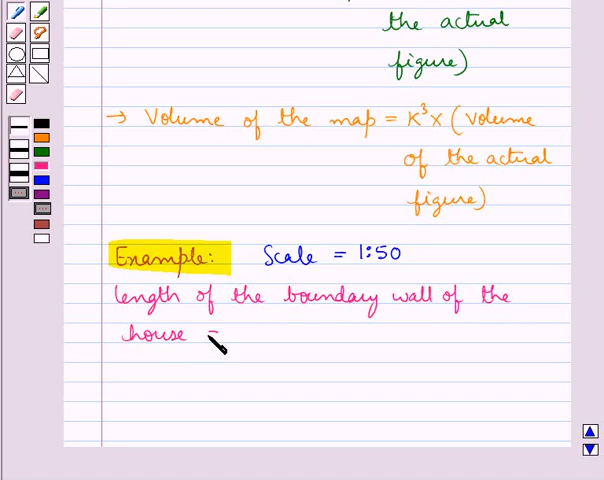 the actual
figure)
→ Volume of the map = K³ x (Volume
of the actual
figure)
Example: Scale = 1:50
length of the boundary wall of the
house =